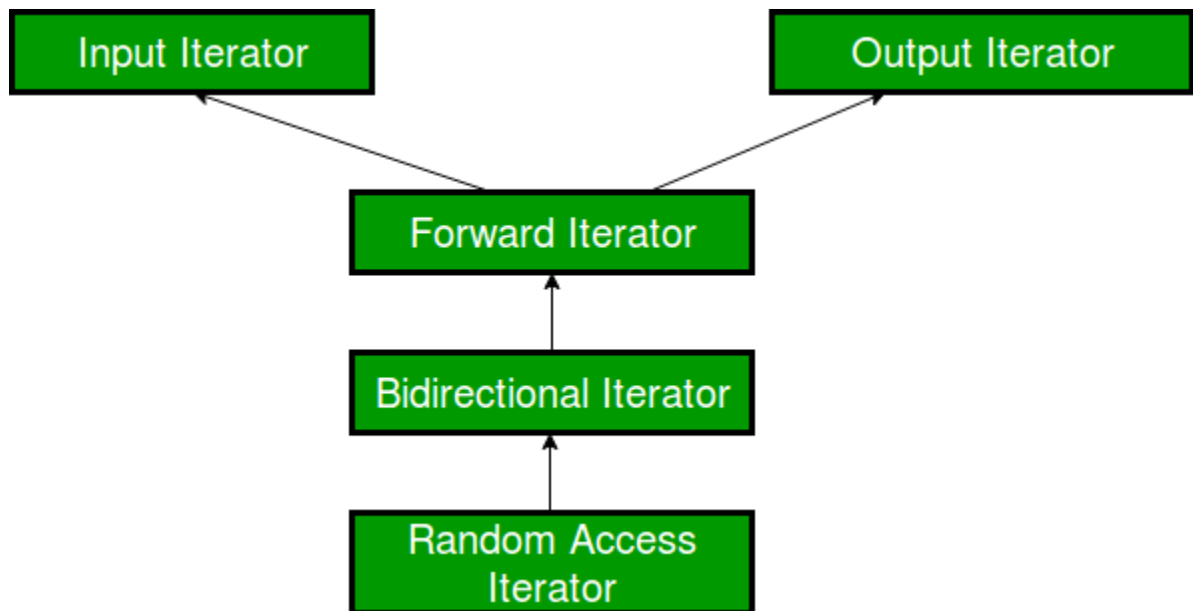 Input Iterator
Output Iterator
Forward Iterator
Bidirectional Iterator
Random Access
Iterator